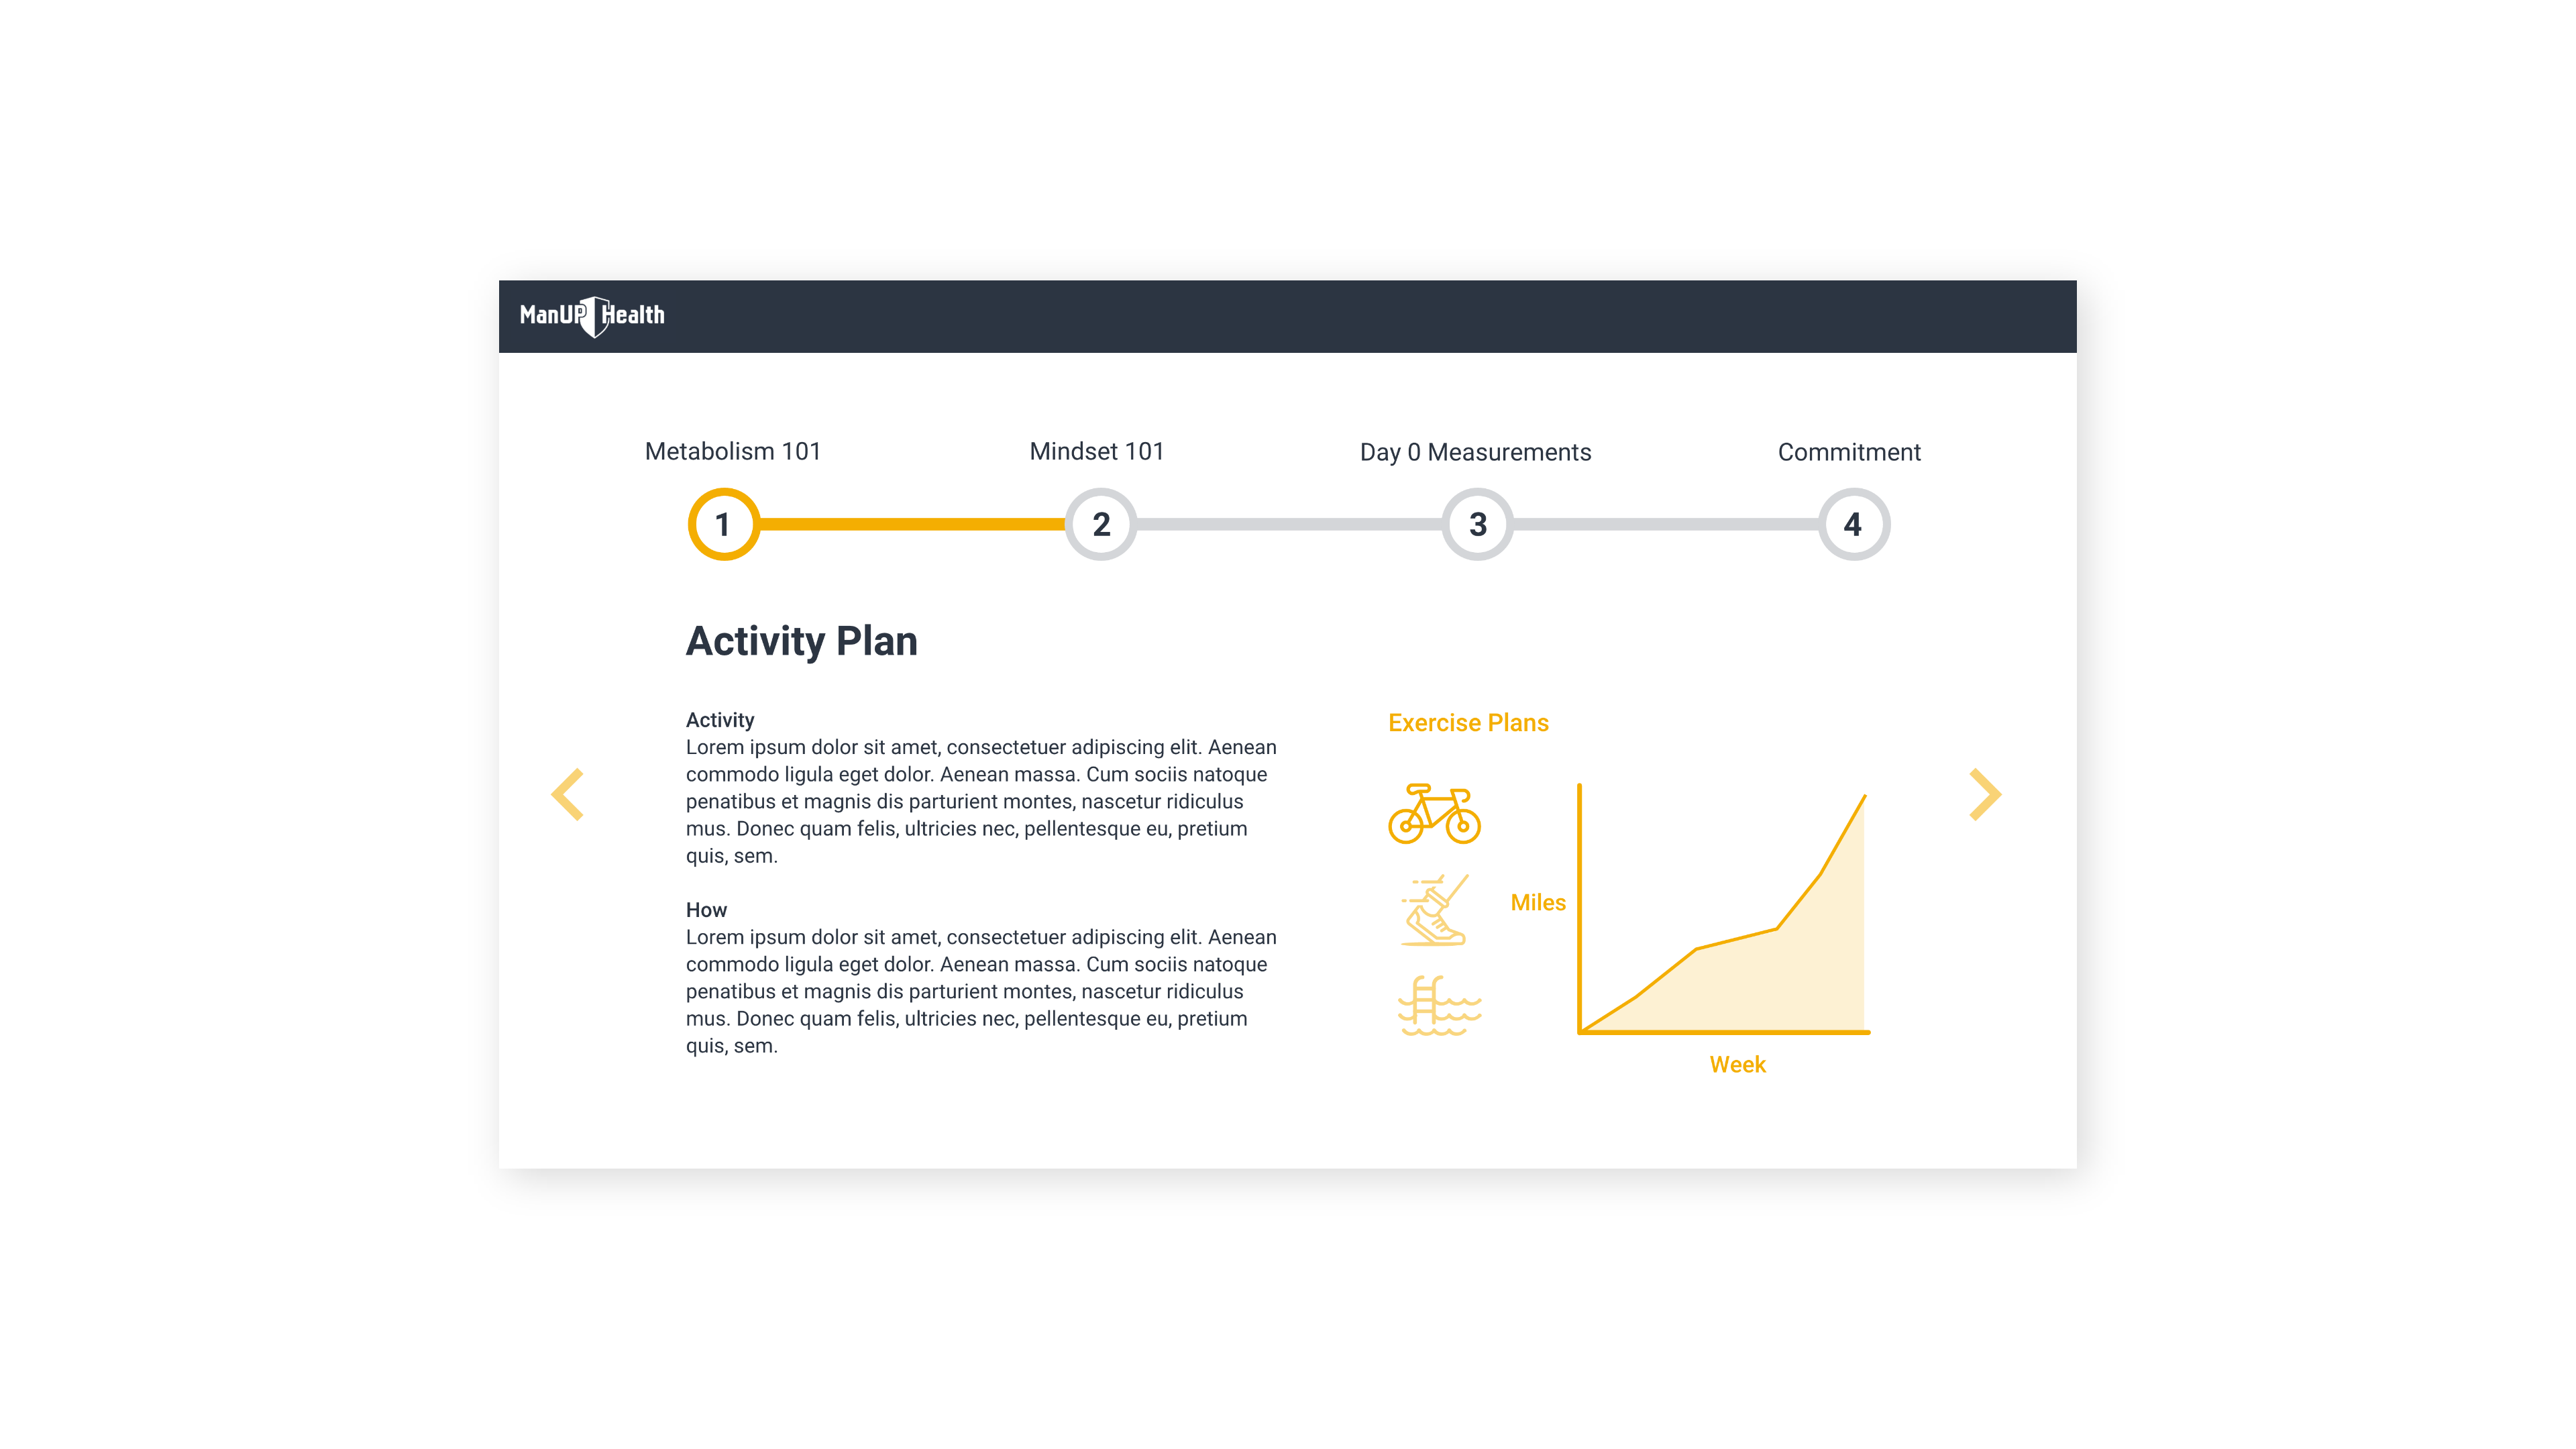 ManUP Health
Metabolism 101
Mindset 101
Day 0 Measurements
Commitment
1
2
3
4
Activity Plan
Activity
Lorem ipsum dolor sit amet, consectetuer adipiscing elit. Aenean
commodo ligula eget dolor. Aenean massa. Cum sociis natoque
penatibus et magnis dis parturient montes, nascetur ridiculus
mus. Donec quam felis, ultricies nec, pellentesque eu, pretium
quis, sem.
How
Lorem ipsum dolor sit amet, consectetuer adipiscing elit. Aenean
commodo ligula eget dolor. Aenean massa. Cum sociis natoque
penatibus et magnis dis parturient montes, nascetur ridiculus
mus. Donec quam felis, ultricies nec, pellentesque eu, pretium
quis, sem.
Exercise Plans
Miles
Week